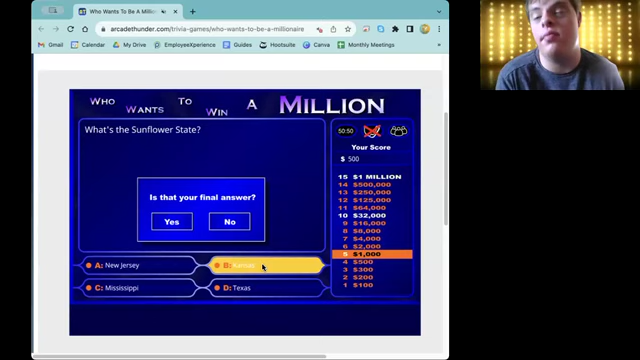 Who Wants To Be A Millionaire
arcadethunder.com/trivia-games/who-wants-to-be-a-millionaire
Gmail Calendar My Drive EmployeeExperience Google Hootsuite Canva Monthly Meetings
WHO WANTS TO WIN A MILLION
What's the Sunflower State?
50:50
Your Score
$ 500
Is that your final answer?
Yes No
15 $1 MILLION
14 $500,000
13 $250,000
12 $125,000
11 $64,000
10 $32,000
9 $16,000
8 $8,000
7 $4,000
6 $2,000
5 $1,000
4 $500
3 $300
2 $200
1 $100
A: New Jersey
B: Kansas
C: Mississippi
D: Texas